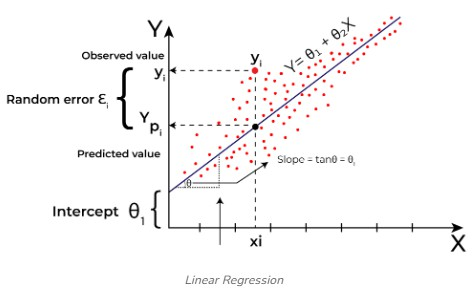 Y
Observed value
yᵢ
yᵢ
Y= θ₁ + θ₂X
Random error Ɛᵢ
Yₚᵢ
Predicted value
Slope = tanθ = θᵢ
θ
Intercept θ₁
xi
X
Linear Regression